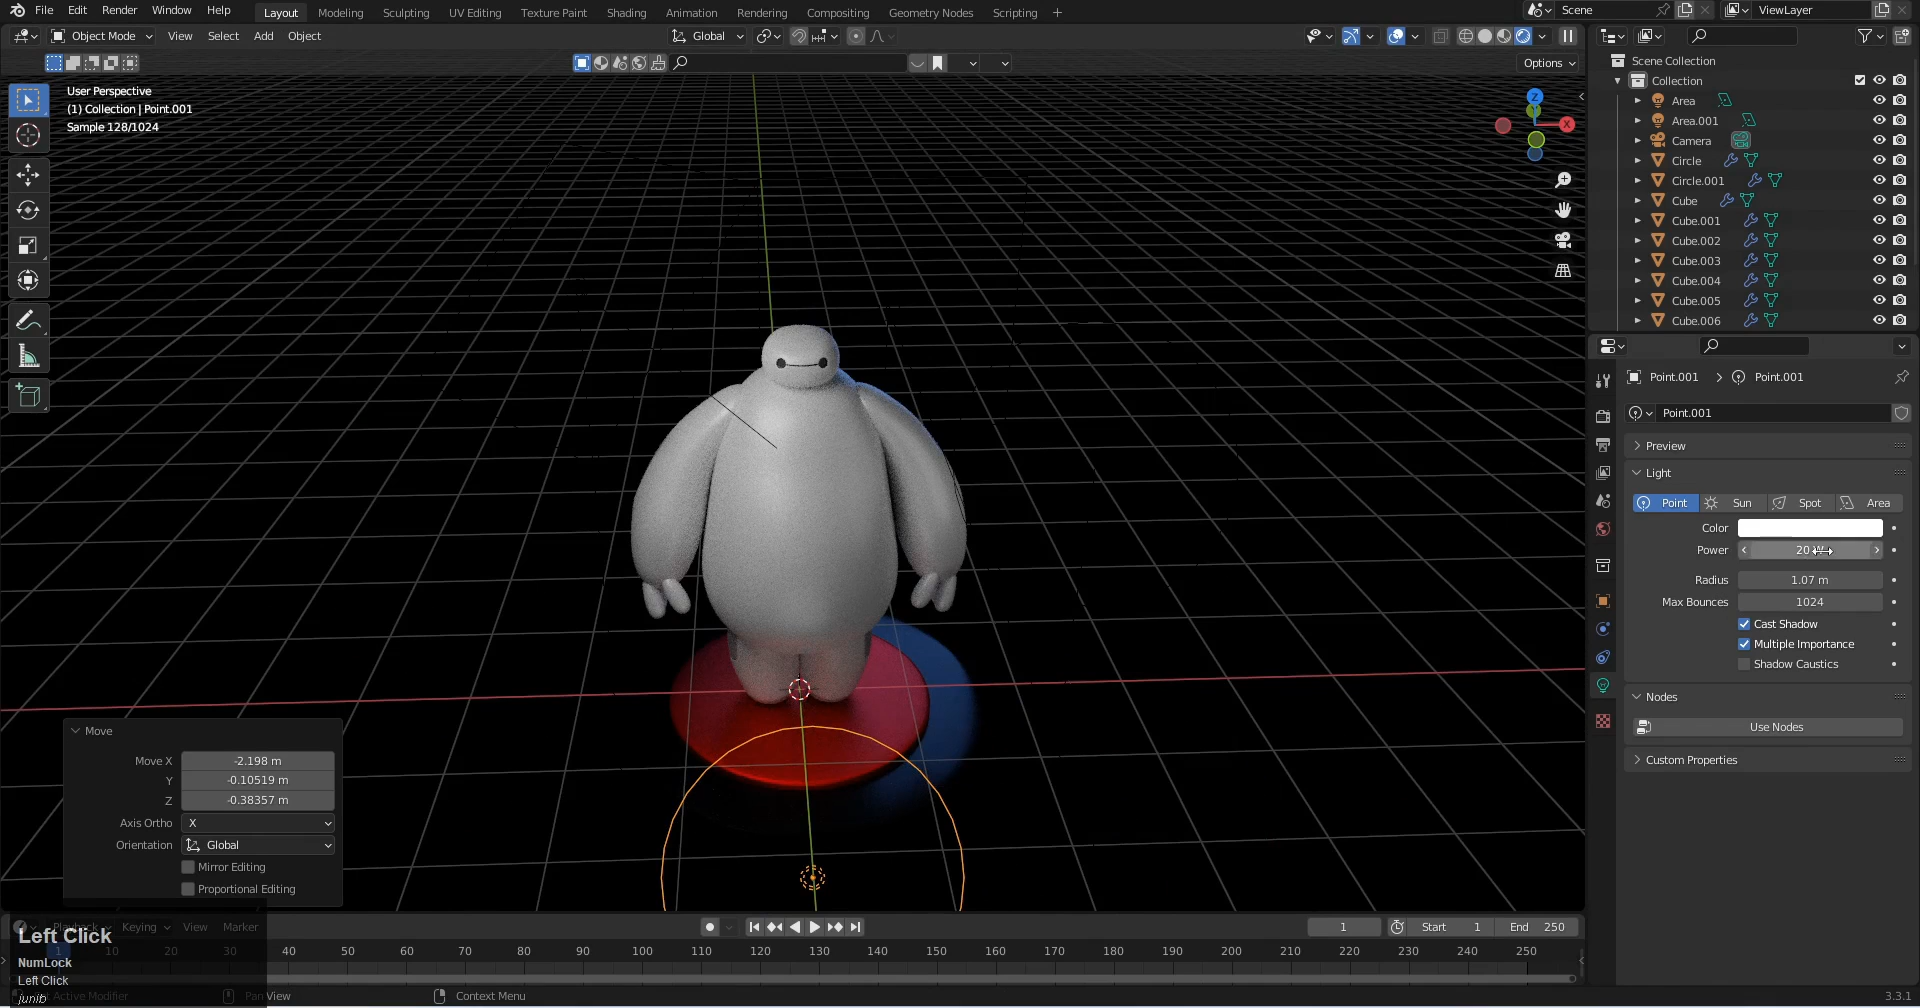 File Edit Render Window Help Layout Modeling Sculpting UV Editing Texture Paint Shading Animation Rendering Compositing Geometry Nodes Scripting + Scene ViewLayer
Object Mode View Select Add Object Global
Options
User Perspective
(1) Collection | Point.001
Sample 128/1024
Z
X
Scene Collection
Collection
Area
Area.001
Camera
Circle
Circle.001
Cube
Cube.001
Cube.002
Cube.003
Cube.004
Cube.005
Cube.006
Point.001 > Point.001
Point.001
Preview
Light
Point Sun Spot Area
Color
Power 20
Radius 1.07 m
Max Bounces 1024
Cast Shadow
Multiple Importance
Shadow Caustics
Nodes
Use Nodes
Custom Properties
Move
Move X -2.198 m
Y -0.10519 m
Z -0.38357 m
Axis Ortho X
Orientation Global
Mirror Editing
Proportional Editing
Playback Keying View Marker 1 Start 1 End 250
Left Click
1 10 20 30 40 50 60 70 80 90 100 110 120 130 140 150 160 170 180 190 200 210 220 230 240 250
NumLock
Left Click
junib
Active Modifier Pan View Context Menu 3.3.1